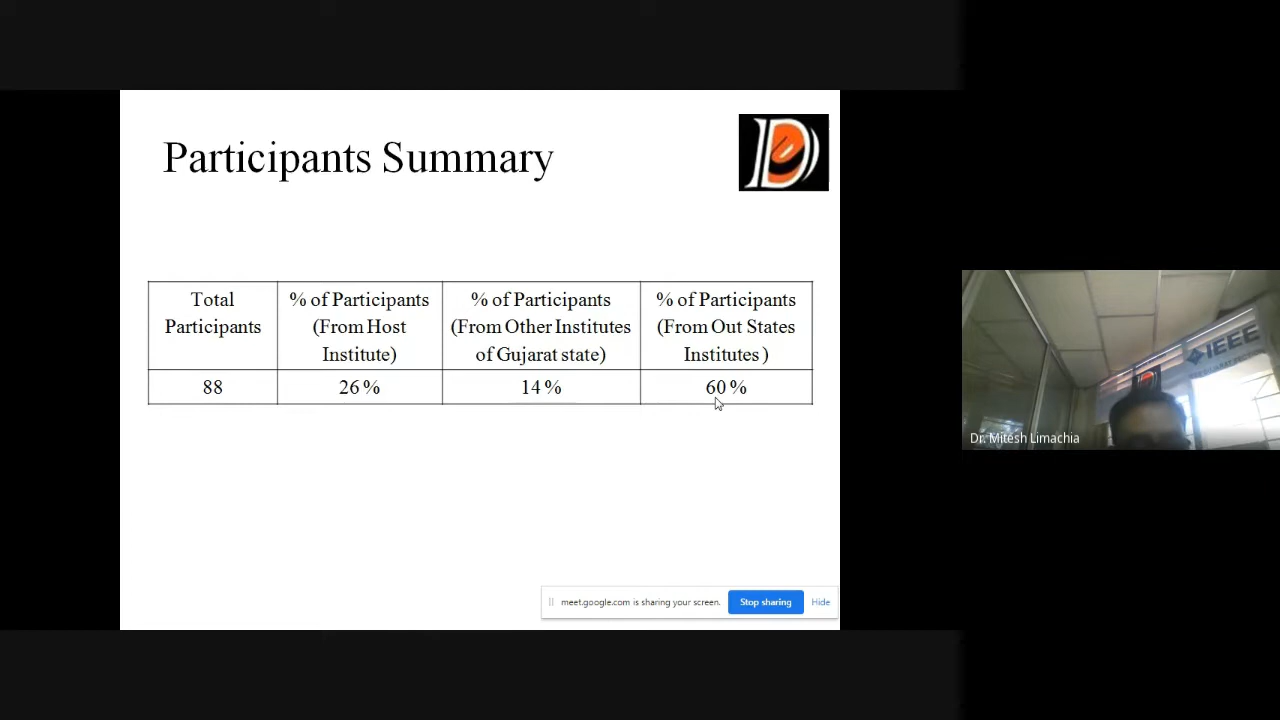 Participants Summary
Total Participants
% of Participants (From Host Institute)
% of Participants (From Other Institutes of Gujarat state)
% of Participants (From Out States Institutes )
88
26 %
14 %
60 %
IEEE
Dr. Mitesh Limachia
meet.google.com is sharing your screen.
Stop sharing
Hide